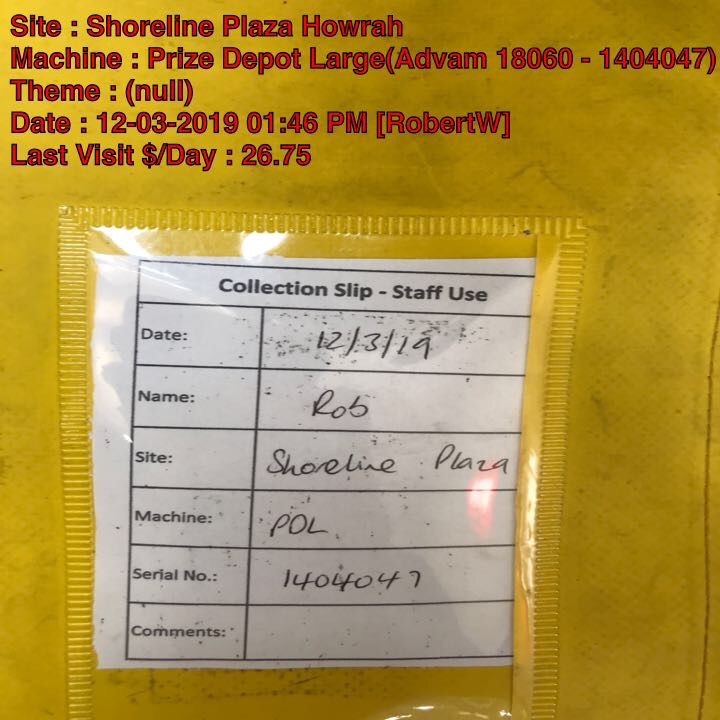 Site : Shoreline Plaza Howrah
Machine : Prize Depot Large(Advam 18060 - 1404047)
Theme : (null)
Date : 12-03-2019 01:46 PM [RobertW]
Last Visit $/Day : 26.75
Collection Slip - Staff Use
Date: 12/3/19
Name: Rob
Site: Shoreline Plaza
Machine: PDL
Serial No.: 1404047
Comments: